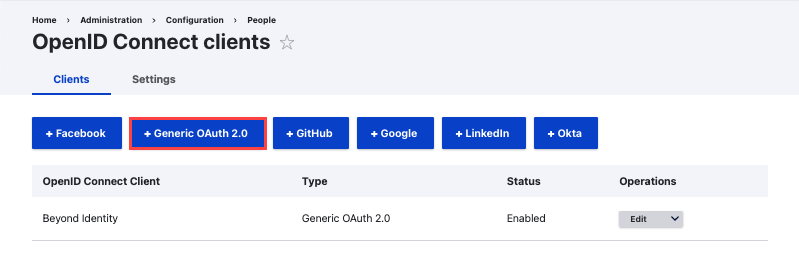 Home › Administration › Configuration › People
OpenID Connect clients
Clients Settings
+ Facebook + Generic OAuth 2.0 + GitHub + Google + LinkedIn + Okta
OpenID Connect Client Type Status Operations
Beyond Identity Generic OAuth 2.0 Enabled Edit